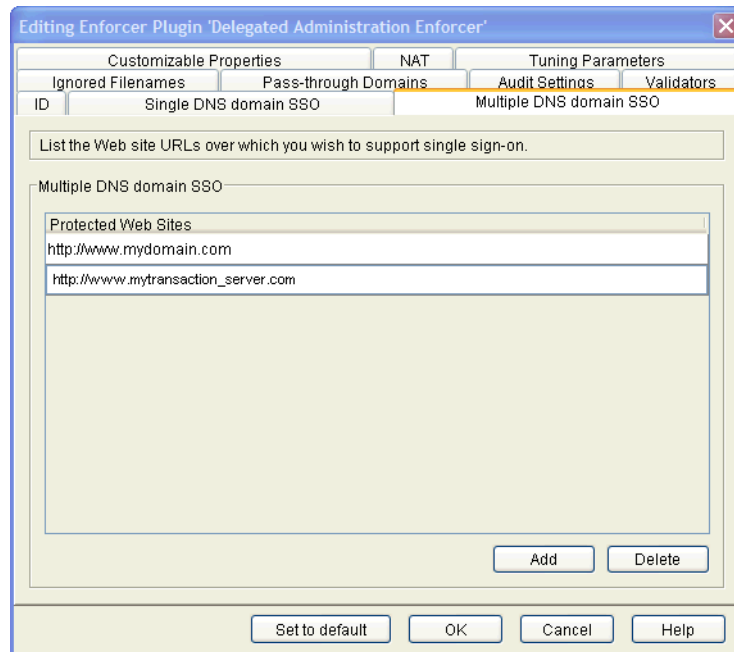 Editing Enforcer Plugin 'Delegated Administration Enforcer'
Customizable Properties NAT Tuning Parameters
Ignored Filenames Pass-through Domains Audit Settings Validators
ID Single DNS domain SSO Multiple DNS domain SSO
List the Web site URLs over which you wish to support single sign-on.
Multiple DNS domain SSO
Protected Web Sites
http://www.mydomain.com
http://www.mytransaction_server.com
Add Delete
Set to default OK Cancel Help